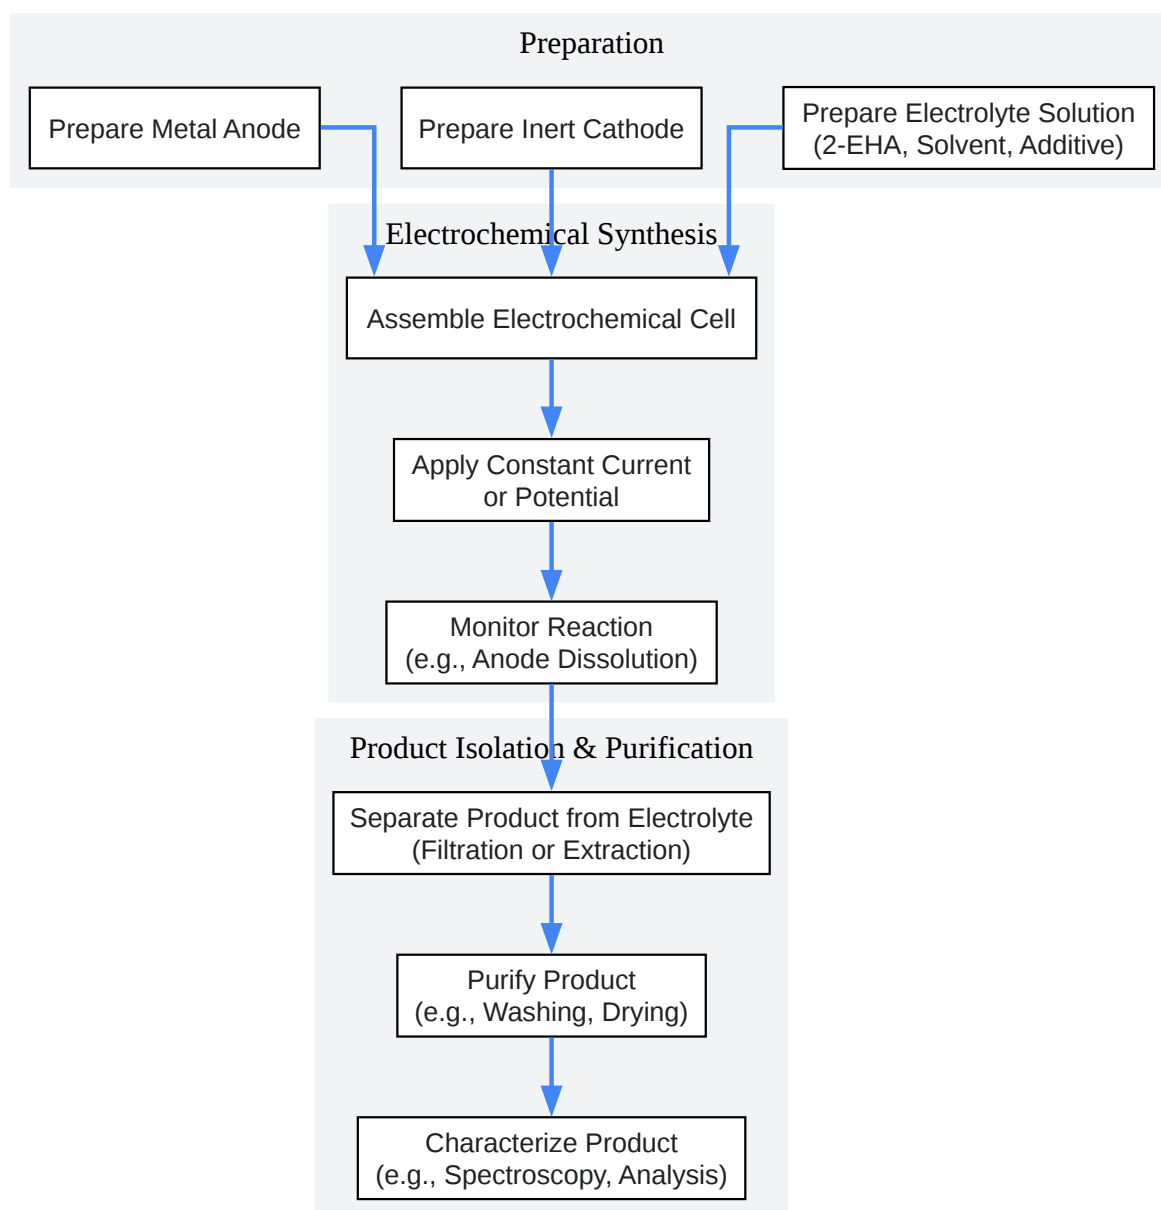 Preparation
Prepare Metal Anode
Prepare Inert Cathode
Prepare Electrolyte Solution
(2-EHA, Solvent, Additive)
Electrochemical Synthesis
Assemble Electrochemical Cell
Apply Constant Current
or Potential
Monitor Reaction
(e.g., Anode Dissolution)
Product Isolation & Purification
Separate Product from Electrolyte
(Filtration or Extraction)
Purify Product
(e.g., Washing, Drying)
Characterize Product
(e.g., Spectroscopy, Analysis)